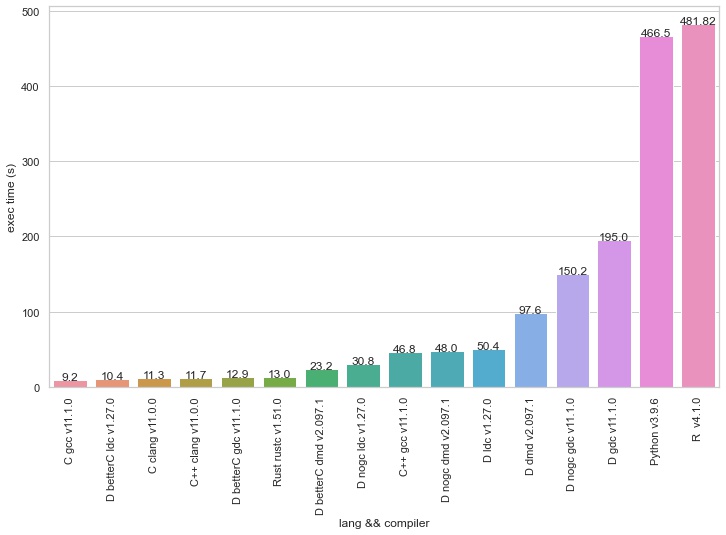 500
400
300
200
100
0
exec time (s)
9.2
10.4
11.3
11.7
12.9
13.0
23.2
30.8
46.8
48.0
50.4
97.6
150.2
195.0
466.5
481.82
C gcc v11.1.0
D betterC ldc v1.27.0
C clang v11.0.0
C++ clang v11.0.0
D betterC gdc v11.1.0
Rust rustc v1.51.0
D betterC dmd v2.097.1
D nogc ldc v1.27.0
C++ gcc v11.1.0
D nogc dmd v2.097.1
D ldc v1.27.0
D dmd v2.097.1
D nogc gdc v11.1.0
D gdc v11.1.0
Python v3.9.6
R  v4.1.0
lang && compiler